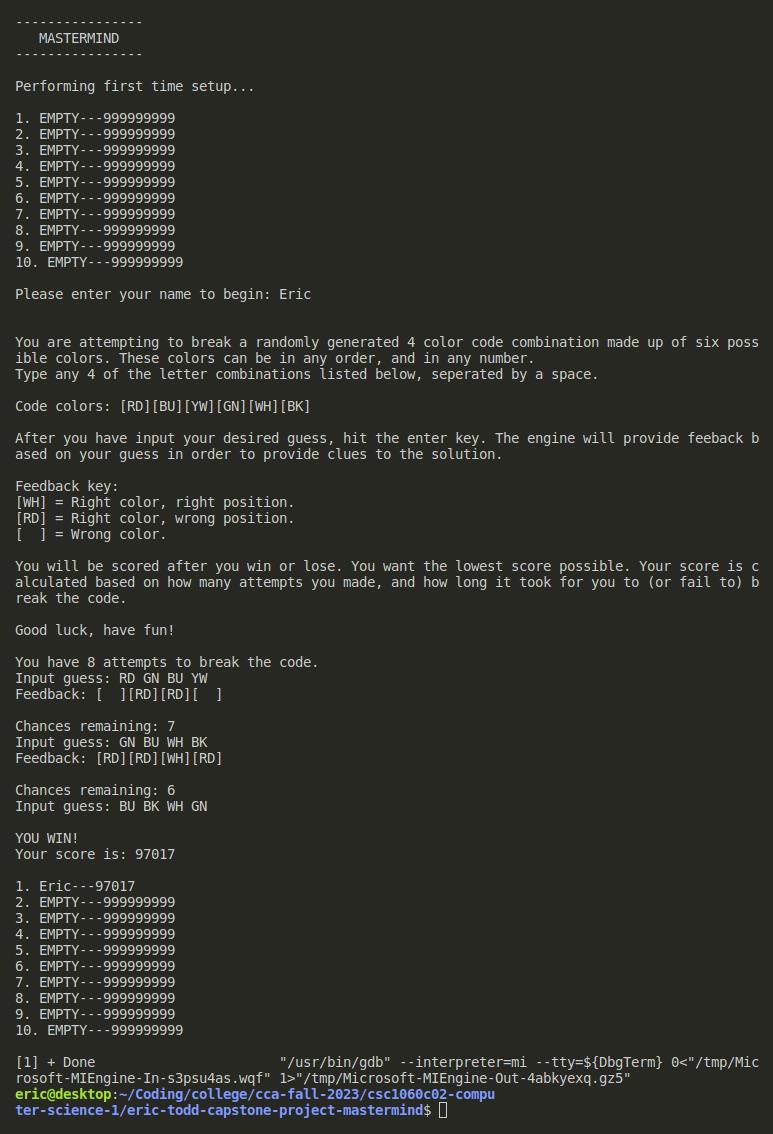 ----------------
   MASTERMIND
----------------
Performing first time setup...
1. EMPTY---999999999
2. EMPTY---999999999
3. EMPTY---999999999
4. EMPTY---999999999
5. EMPTY---999999999
6. EMPTY---999999999
7. EMPTY---999999999
8. EMPTY---999999999
9. EMPTY---999999999
10. EMPTY---999999999
Please enter your name to begin: Eric
You are attempting to break a randomly generated 4 color code combination made up of six poss
ible colors. These colors can be in any order, and in any number.
Type any 4 of the letter combinations listed below, seperated by a space.
Code colors: [RD][BU][YW][GN][WH][BK]
After you have input your desired guess, hit the enter key. The engine will provide feeback b
ased on your guess in order to provide clues to the solution.
Feedback key:
[WH] = Right color, right position.
[RD] = Right color, wrong position.
[  ] = Wrong color.
You will be scored after you win or lose. You want the lowest score possible. Your score is c
alculated based on how many attempts you made, and how long it took for you to (or fail to) b
reak the code.
Good luck, have fun!
You have 8 attempts to break the code.
Input guess: RD GN BU YW
Feedback: [  ][RD][RD][  ]
Chances remaining: 7
Input guess: GN BU WH BK
Feedback: [RD][RD][WH][RD]
Chances remaining: 6
Input guess: BU BK WH GN
YOU WIN!
Your score is: 97017
1. Eric---97017
2. EMPTY---999999999
3. EMPTY---999999999
4. EMPTY---999999999
5. EMPTY---999999999
6. EMPTY---999999999
7. EMPTY---999999999
8. EMPTY---999999999
9. EMPTY---999999999
10. EMPTY---999999999
[1] + Done                       "/usr/bin/gdb" --interpreter=mi --tty=${DbgTerm} 0<"/tmp/Mic
rosoft-MIEngine-In-s3psu4as.wqf" 1>"/tmp/Microsoft-MIEngine-Out-4abkyexq.gz5"
eric@desktop:~/Coding/college/cca-fall-2023/csc1060c02-compu
ter-science-1/eric-todd-capstone-project-mastermind$